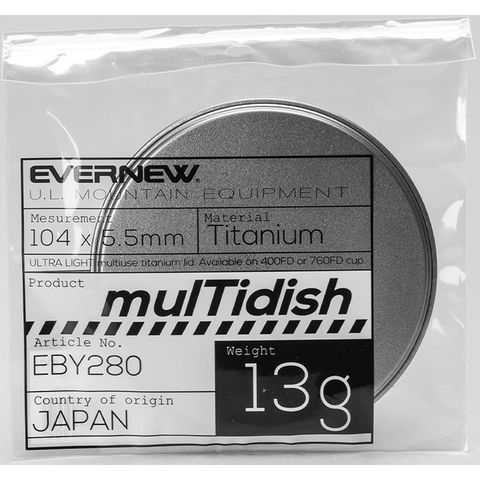 EVERNEW.
U.L. MOUNTAIN EQUIPMENT
Mesurement
104 x 5.5mm
Material
Titanium
ULTRA LIGHT multiuse titanium lid. Available on 400FD or 760FD cup.
Product
mulTidish
Article No.
EBY280
Weight
13g
Country of origin
JAPAN